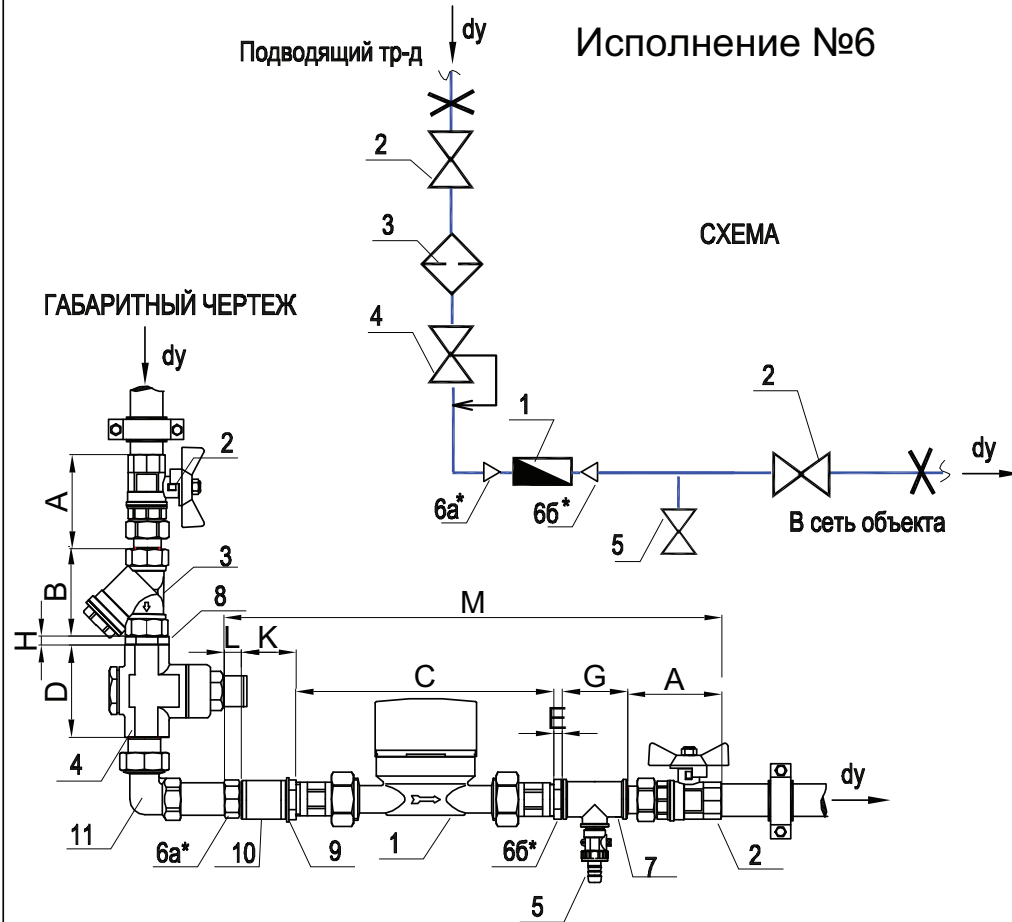 Исполнение №6
Подводящий тр-д
dy
2
3
СХЕМА
4
1
2
dy
6а*
6б*
5
В сеть объекта
ГАБАРИТНЫЙ ЧЕРТЕЖ
dy
2
A
B
3
8
H
D
M
L
K
C
E
G
A
4
11
6а*
10
9
1
6б*
5
7
2
dy